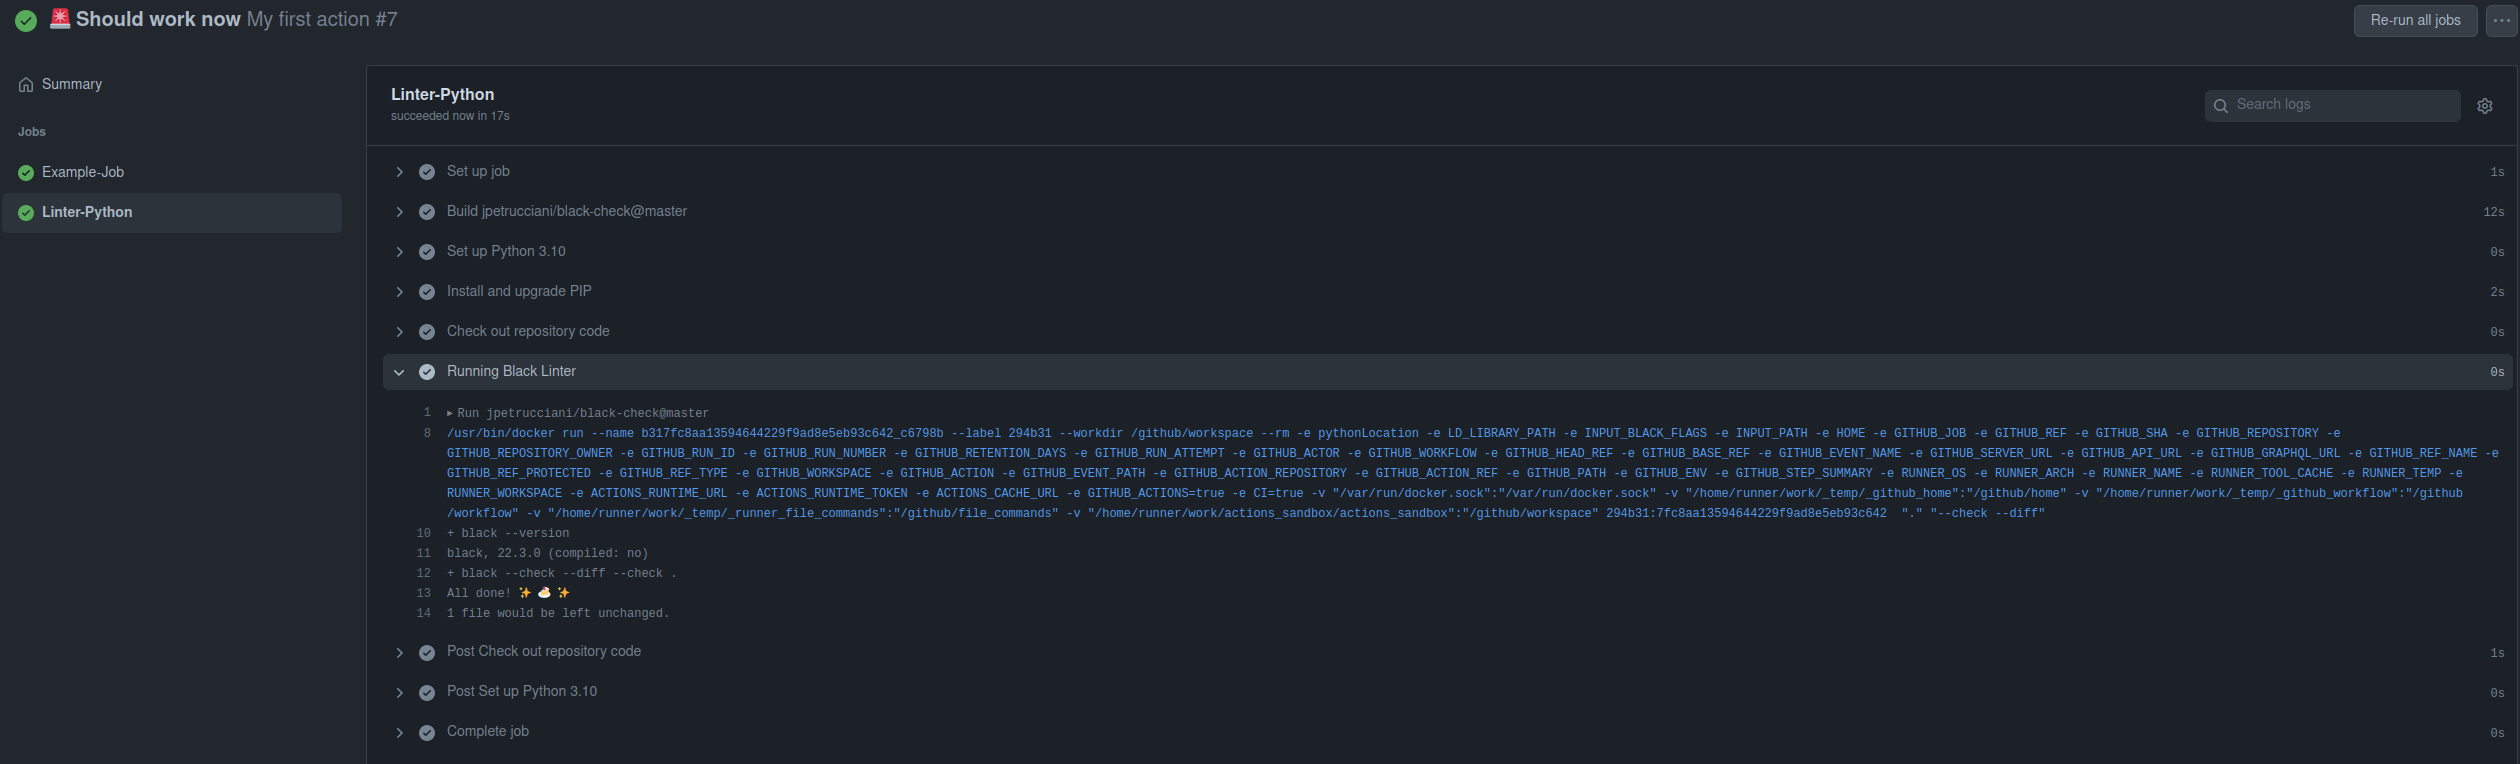 🚨 Should work now My first action #7
Re-run all jobs
Summary
Jobs
Example-Job
Linter-Python
Linter-Python
succeeded now in 17s
Search logs
Set up job 1s
Build jpetrucciani/black-check@master 12s
Set up Python 3.10 0s
Install and upgrade PIP 2s
Check out repository code 0s
Running Black Linter 0s
1 ▸ Run jpetrucciani/black-check@master
8 /usr/bin/docker run --name b317fc8aa13594644229f9ad8e5eb93c642_c6798b --label 294b31 --workdir /github/workspace --rm -e pythonLocation -e LD_LIBRARY_PATH -e INPUT_BLACK_FLAGS -e INPUT_PATH -e HOME -e GITHUB_JOB -e GITHUB_REF -e GITHUB_SHA -e GITHUB_REPOSITORY -e
GITHUB_REPOSITORY_OWNER -e GITHUB_RUN_ID -e GITHUB_RUN_NUMBER -e GITHUB_RETENTION_DAYS -e GITHUB_RUN_ATTEMPT -e GITHUB_ACTOR -e GITHUB_WORKFLOW -e GITHUB_HEAD_REF -e GITHUB_BASE_REF -e GITHUB_EVENT_NAME -e GITHUB_SERVER_URL -e GITHUB_API_URL -e GITHUB_GRAPHQL_URL -e GITHUB_REF_NAME -e
GITHUB_REF_PROTECTED -e GITHUB_REF_TYPE -e GITHUB_WORKSPACE -e GITHUB_ACTION -e GITHUB_EVENT_PATH -e GITHUB_ACTION_REPOSITORY -e GITHUB_ACTION_REF -e GITHUB_PATH -e GITHUB_ENV -e GITHUB_STEP_SUMMARY -e RUNNER_OS -e RUNNER_ARCH -e RUNNER_NAME -e RUNNER_TOOL_CACHE -e RUNNER_TEMP -e
RUNNER_WORKSPACE -e ACTIONS_RUNTIME_URL -e ACTIONS_RUNTIME_TOKEN -e ACTIONS_CACHE_URL -e GITHUB_ACTIONS=true -e CI=true -v "/var/run/docker.sock":"/var/run/docker.sock" -v "/home/runner/work/_temp/_github_home":"/github/home" -v "/home/runner/work/_temp/_github_workflow":"/github
/workflow" -v "/home/runner/work/_temp/_runner_file_commands":"/github/file_commands" -v "/home/runner/work/actions_sandbox/actions_sandbox":"/github/workspace" 294b31:7fc8aa13594644229f9ad8e5eb93c642  "." "--check --diff"
10 + black --version
11 black, 22.3.0 (compiled: no)
12 + black --check --diff --check .
13 All done! ✨ 🍰 ✨
14 1 file would be left unchanged.
Post Check out repository code 1s
Post Set up Python 3.10 0s
Complete job 0s